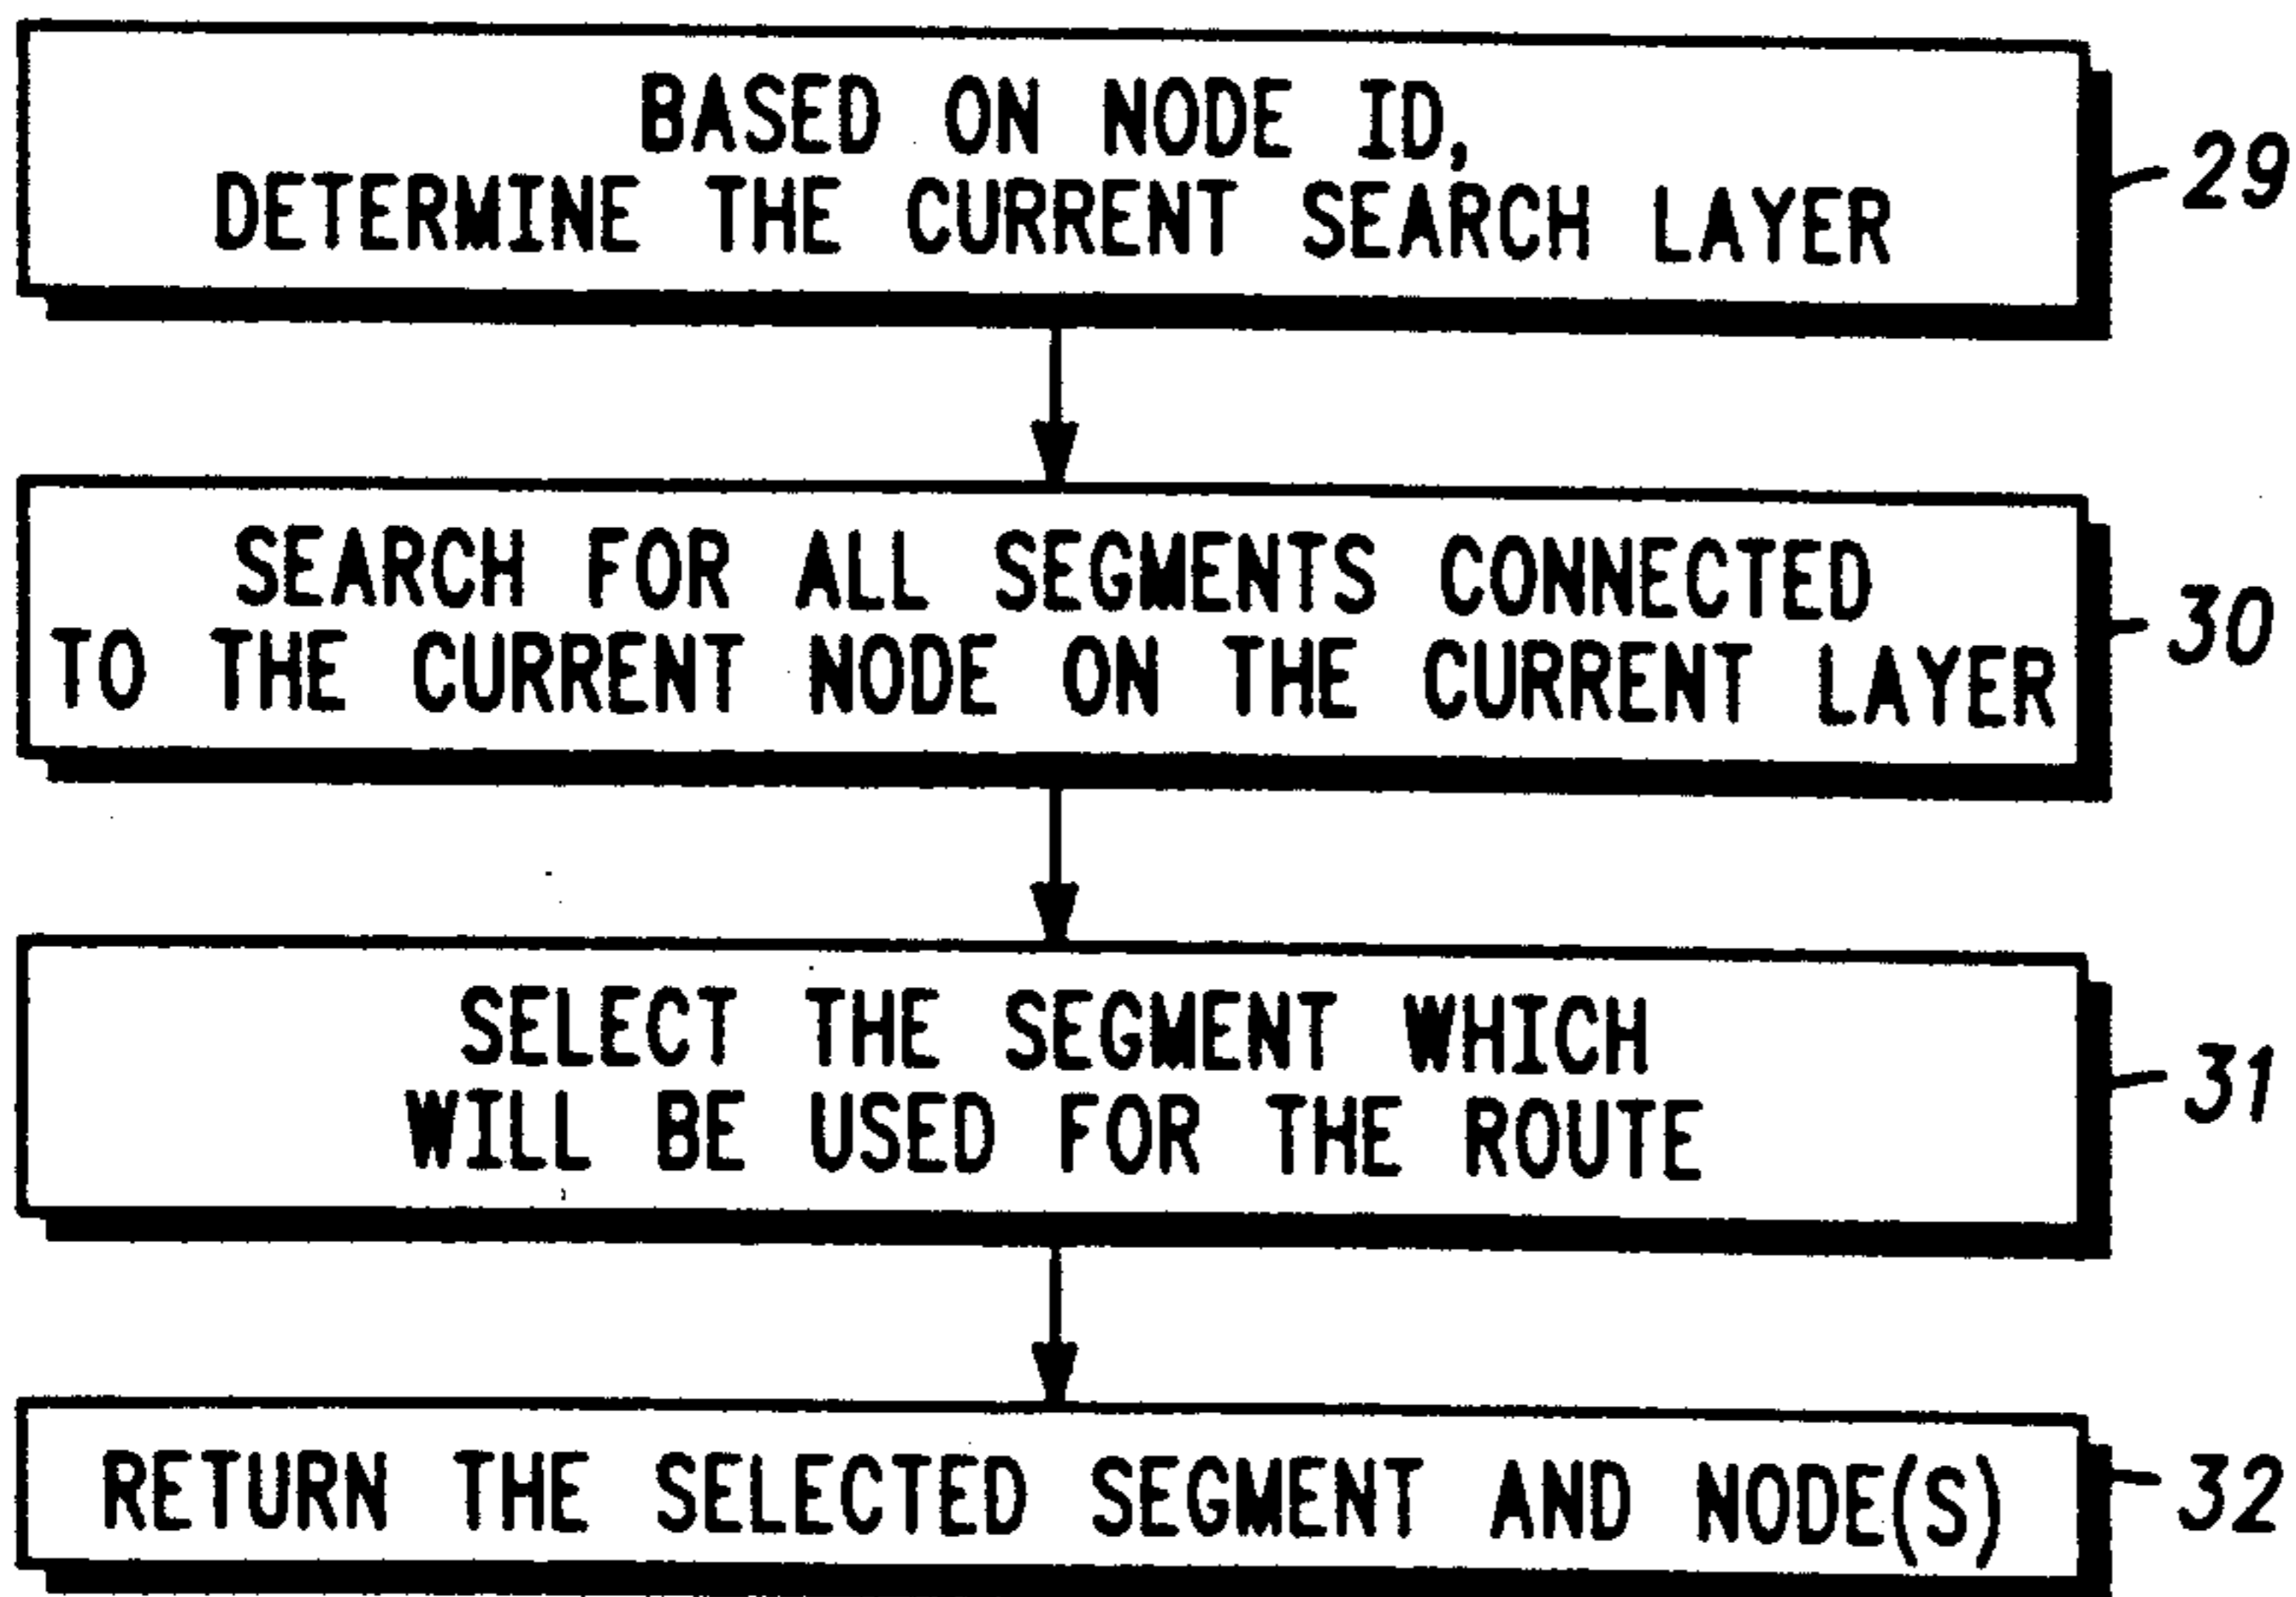 BASED ON NODE ID,
DETERMINE THE CURRENT SEARCH LAYER
29
SEARCH FOR ALL SEGMENTS CONNECTED
TO THE CURRENT NODE ON THE CURRENT LAYER
30
SELECT THE SEGMENT WHICH
WILL BE USED FOR THE ROUTE
31
RETURN THE SELECTED SEGMENT AND NODE(S)
32